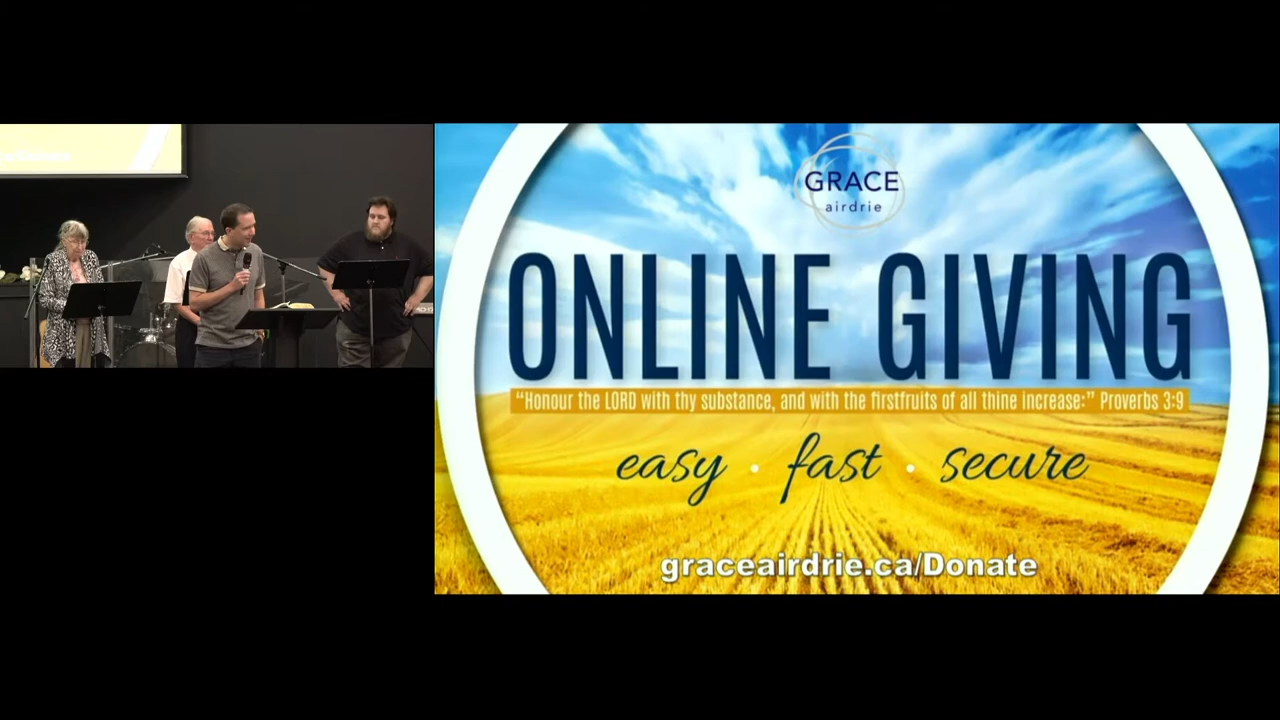 GRACE
airdrie
ONLINE GIVING
“Honour the LORD with thy substance, and with the firstfruits of all thine increase:” Proverbs 3:9
easy • fast • secure
graceairdrie.ca/Donate